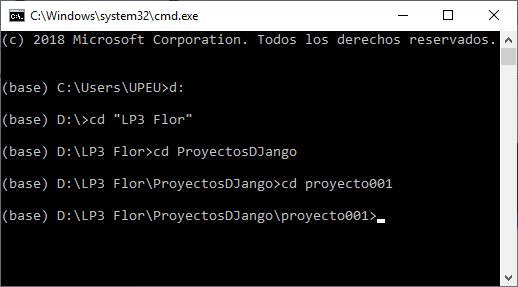 C:\Windows\system32\cmd.exe
(c) 2018 Microsoft Corporation. Todos los derechos reservados.
(base) C:\Users\UPEU>d:
(base) D:\>cd "LP3 Flor"
(base) D:\LP3 Flor>cd ProyectosDJango
(base) D:\LP3 Flor\ProyectosDJango>cd proyecto001
(base) D:\LP3 Flor\ProyectosDJango\proyecto001>